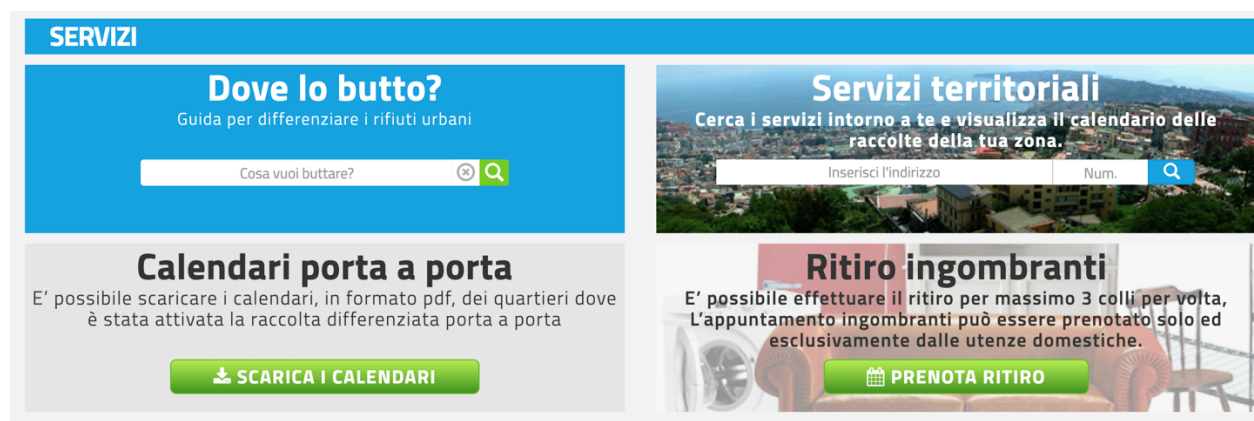 SERVIZI
Dove lo butto?
Guida per differenziare i rifiuti urbani
Cosa vuoi buttare?
Servizi territoriali
Cerca i servizi intorno a te e visualizza il calendario delle
raccolte della tua zona.
Inserisci l'indirizzo Num.
Calendari porta a porta
E' possibile scaricare i calendari, in formato pdf, dei quartieri dove
è stata attivata la raccolta differenziata porta a porta
SCARICA I CALENDARI
Ritiro ingombranti
E' possibile effettuare il ritiro per massimo 3 colli per volta,
L'appuntamento ingombranti può essere prenotato solo ed
esclusivamente dalle utenze domestiche.
PRENOTA RITIRO